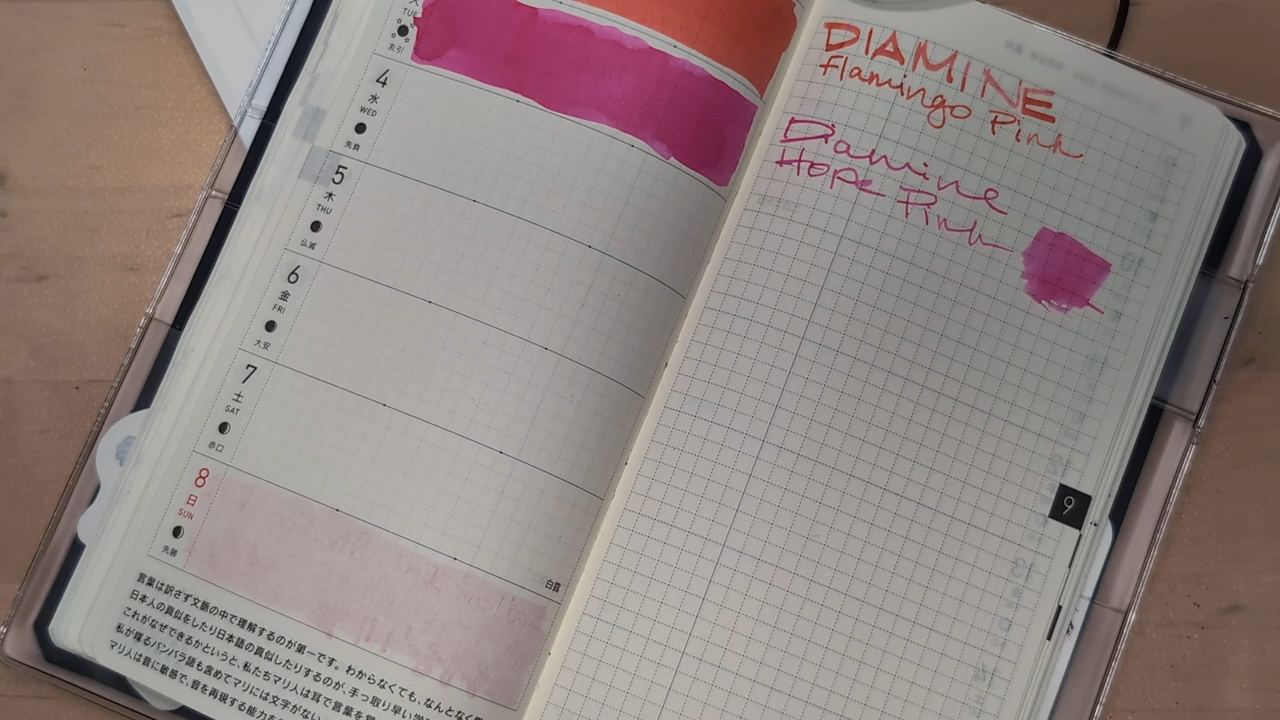 TUE
友引
4
水
WED
先負
5
木
THU
仏滅
6
金
FRI
大安
7
土
SAT
赤口
8
日
SUN
先勝
白露
言葉は訳さず文脈の中で理解するのが第一です。わからなくても、なんとなく
日本人の真似をしたり日本語の真似したりするのが、手っ取り早い
これがなぜできるかというと、私たちマリ人は耳で言葉を
私が喋るバンバラ語も含めてマリには文字がない
マリ人は音に敏感で、音を再現する能力を
DIAMINE
flamingo Pink
Diamine
Hope Pink
9